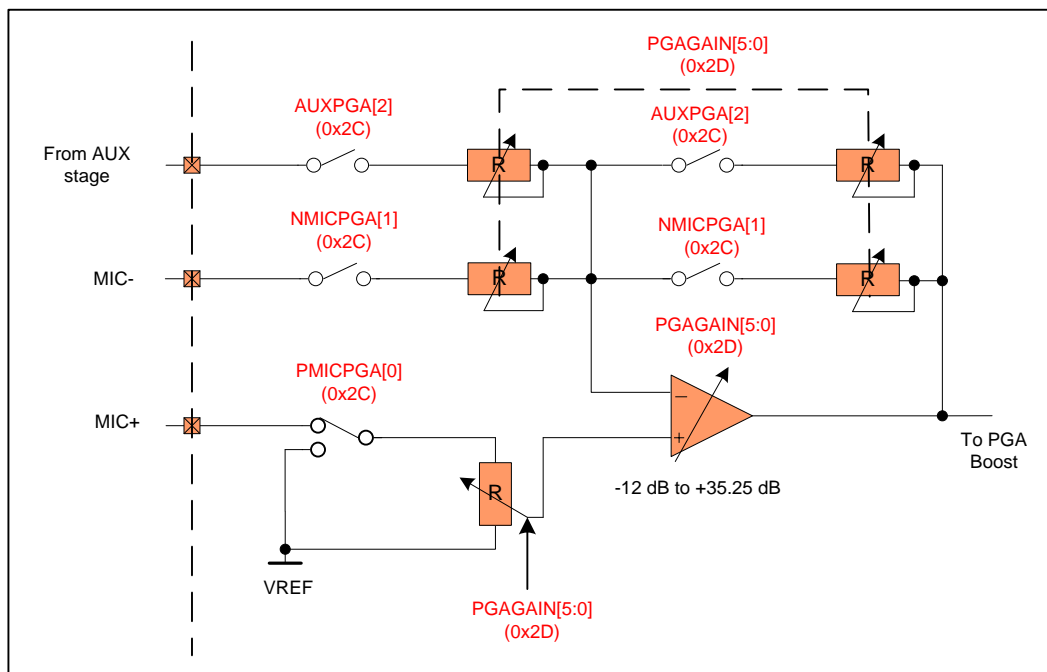 PGAGAIN[5:0]
(0x2D)
AUXPGA[2]
(0x2C)
AUXPGA[2]
(0x2C)
From AUX
stage
R
R
NMICPGA[1]
(0x2C)
NMICPGA[1]
(0x2C)
MIC-
R
R
PGAGAIN[5:0]
(0x2D)
PMICPGA[0]
(0x2C)
MIC+
−
+
To PGA
Boost
R
-12 dB to +35.25 dB
VREF
PGAGAIN[5:0]
(0x2D)